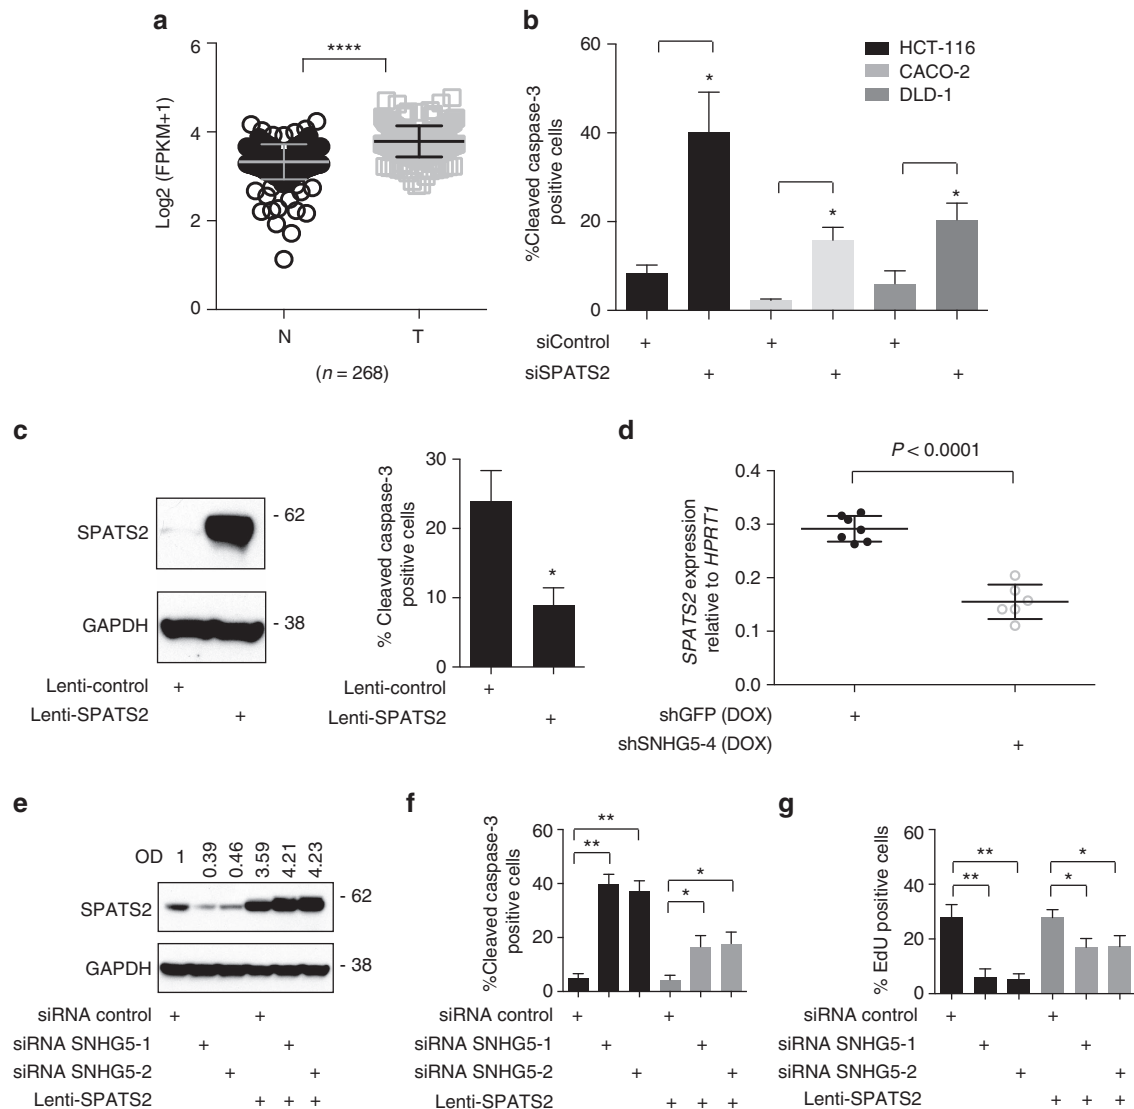 a
6
4
2
0
Log2 (FPKM+1)
****
N T
(n = 268)
b
60
40
20
0
%Cleaved caspase-3
positive cells
HCT-116
CACO-2
DLD-1
* * *
siControl + + +
siSPATS2 + + +
c
SPATS2 - 62
GAPDH - 38
Lenti-control +
Lenti-SPATS2 +
30
20
10
0
% Cleaved caspase-3
positive cells
*
Lenti-control +
Lenti-SPATS2 +
d
P < 0.0001
0.4
0.3
0.2
0.1
0.0
SPATS2 expression
relative to HPRT1
shGFP (DOX) +
shSNHG5-4 (DOX) +
e
OD 1 0.39 0.46 3.59 4.21 4.23
SPATS2 - 62
GAPDH - 38
siRNA control + +
siRNA SNHG5-1 + +
siRNA SNHG5-2 + +
Lenti-SPATS2 + + +
f
60
40
20
0
%Cleaved caspase-3
positive cells
**
**
*
*
siRNA control + +
siRNA SNHG5-1 + +
siRNA SNHG5-2 + +
Lenti-SPATS2 + + +
g
60
40
20
0
% EdU positive cells
** *
** *
siRNA control + +
siRNA SNHG5-1 + +
siRNA SNHG5-2 + +
Lenti-SPATS2 + + +